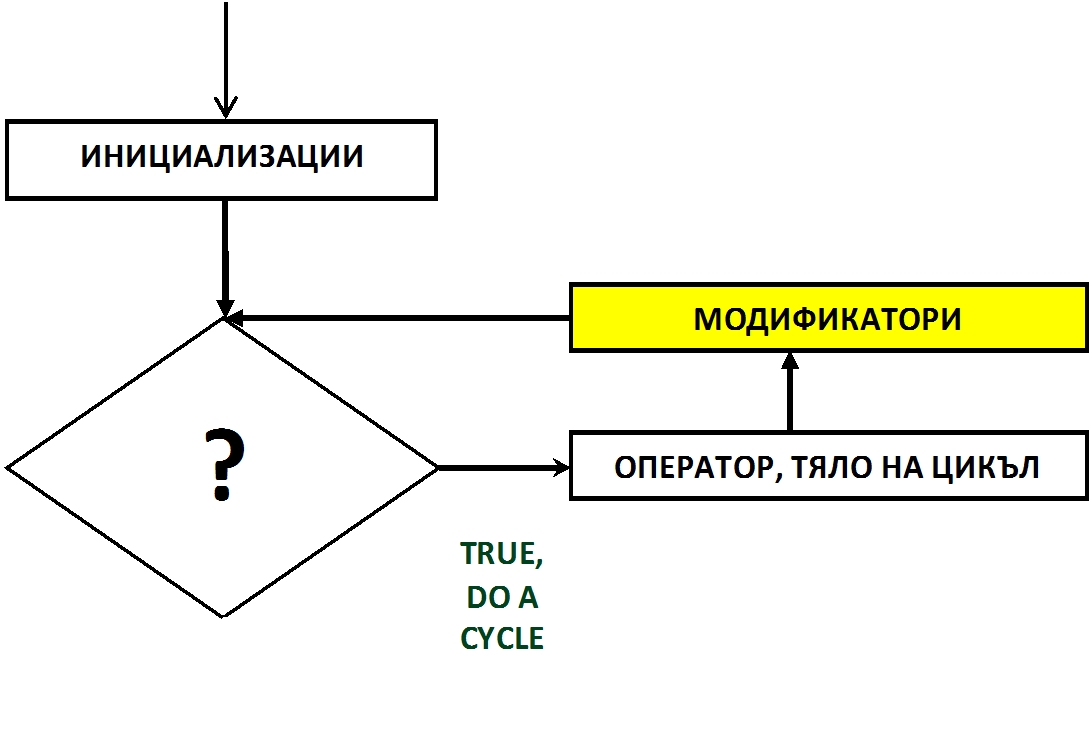 ИНИЦИАЛИЗАЦИИ
МОДИФИКАТОРИ
?
ОПЕРАТОР, ТЯЛО НА ЦИКЪЛ
TRUE,
DO A
CYCLE